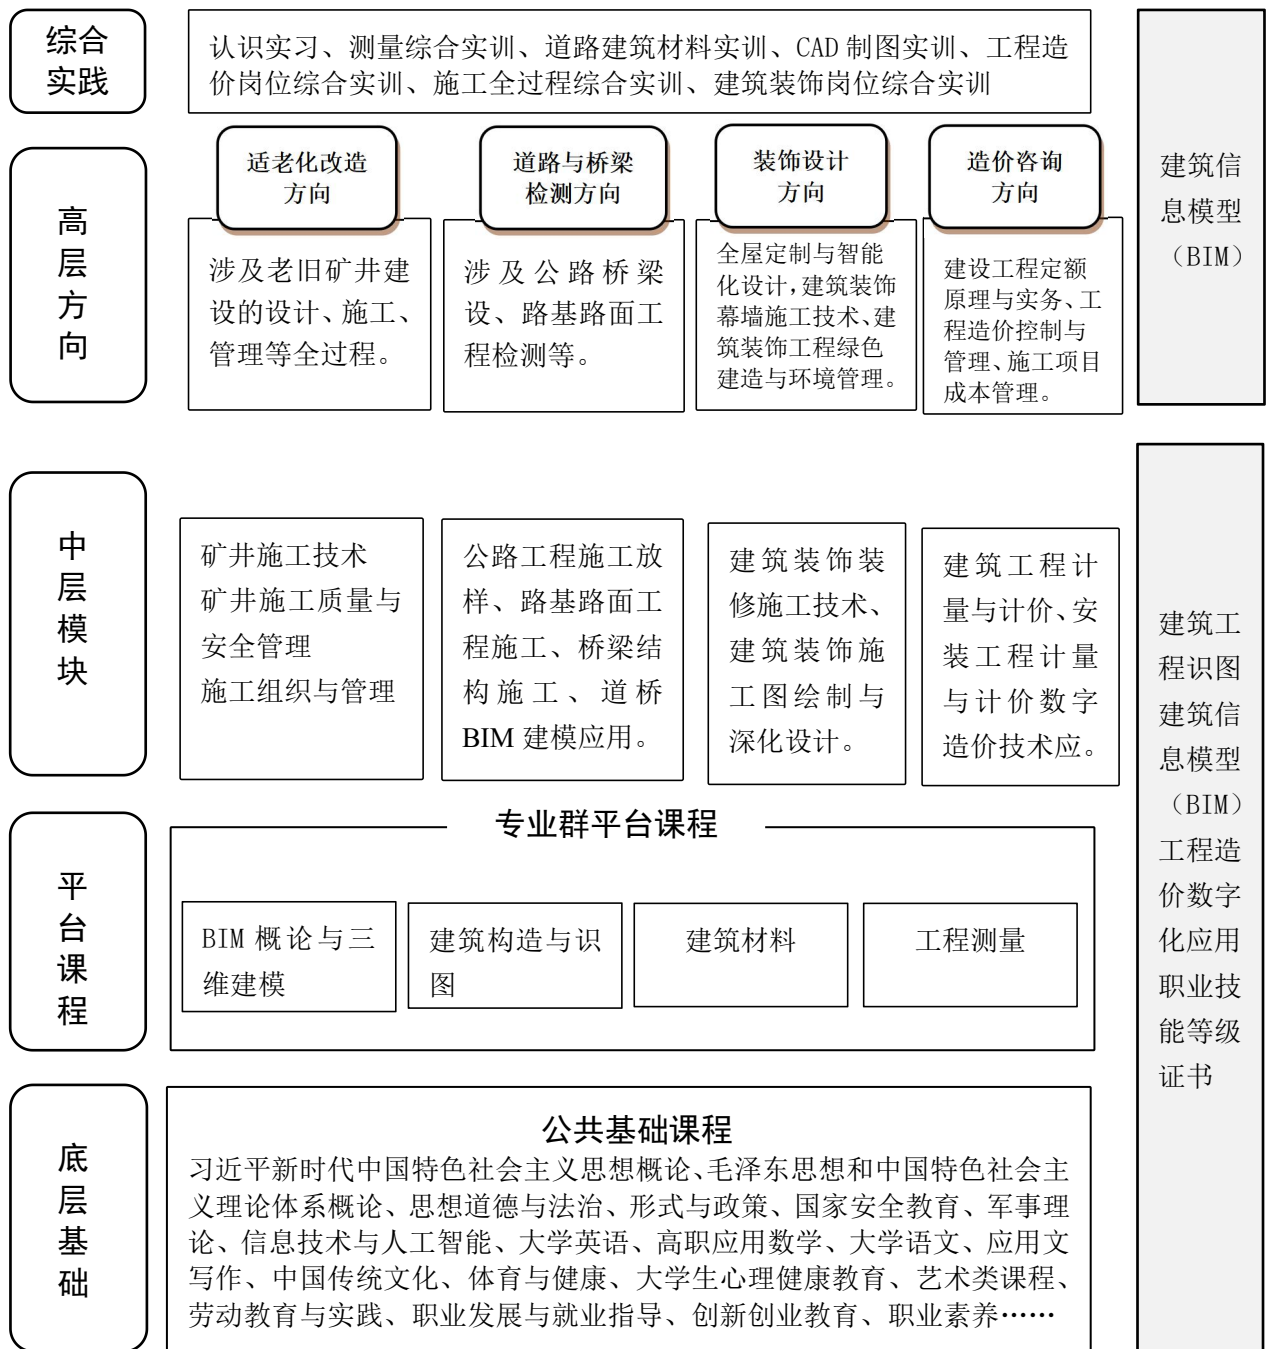 综合
实践
认识实习、测量综合实训、道路建筑材料实训、CAD 制图实训、工程造
价岗位综合实训、施工全过程综合实训、建筑装饰岗位综合实训
高
层
方
向
适老化改造
方向
涉及老旧矿井建
设的设计、施工、
管理等全过程。
道路与桥梁
检测方向
涉及公路桥梁
设、路基路面工
程检测等。
装饰设计
方向
全屋定制与智能
化设计,建筑装饰
幕墙施工技术、建
筑装饰工程绿色
建造与环境管理。
造价咨询
方向
建设工程定额
原理与实务、工
程造价控制与
管理、施工项目
成本管理。
建筑信
息模型
（BIM）
中
层
模
块
矿井施工技术
矿井施工质量与
安全管理
施工组织与管理
公路工程施工放
样、路基路面工
程施工、桥梁结
构施工、道桥
BIM 建模应用。
建筑装饰装
修施工技术、
建筑装饰施
工图绘制与
深化设计。
建筑工程计
量与计价、安
装工程计量
与计价数字
造价技术应。
平
台
课
程
专业群平台课程
BIM 概论与三
维建模
建筑构造与识
图
建筑材料
工程测量
底
层
基
础
公共基础课程
习近平新时代中国特色社会主义思想概论、毛泽东思想和中国特色社会主
义理论体系概论、思想道德与法治、形式与政策、国家安全教育、军事理
论、信息技术与人工智能、大学英语、高职应用数学、大学语文、应用文
写作、中国传统文化、体育与健康、大学生心理健康教育、艺术类课程、
劳动教育与实践、职业发展与就业指导、创新创业教育、职业素养……
建筑工
程识图
建筑信
息模型
（BIM）
工程造
价数字
化应用
职业技
能等级
证书